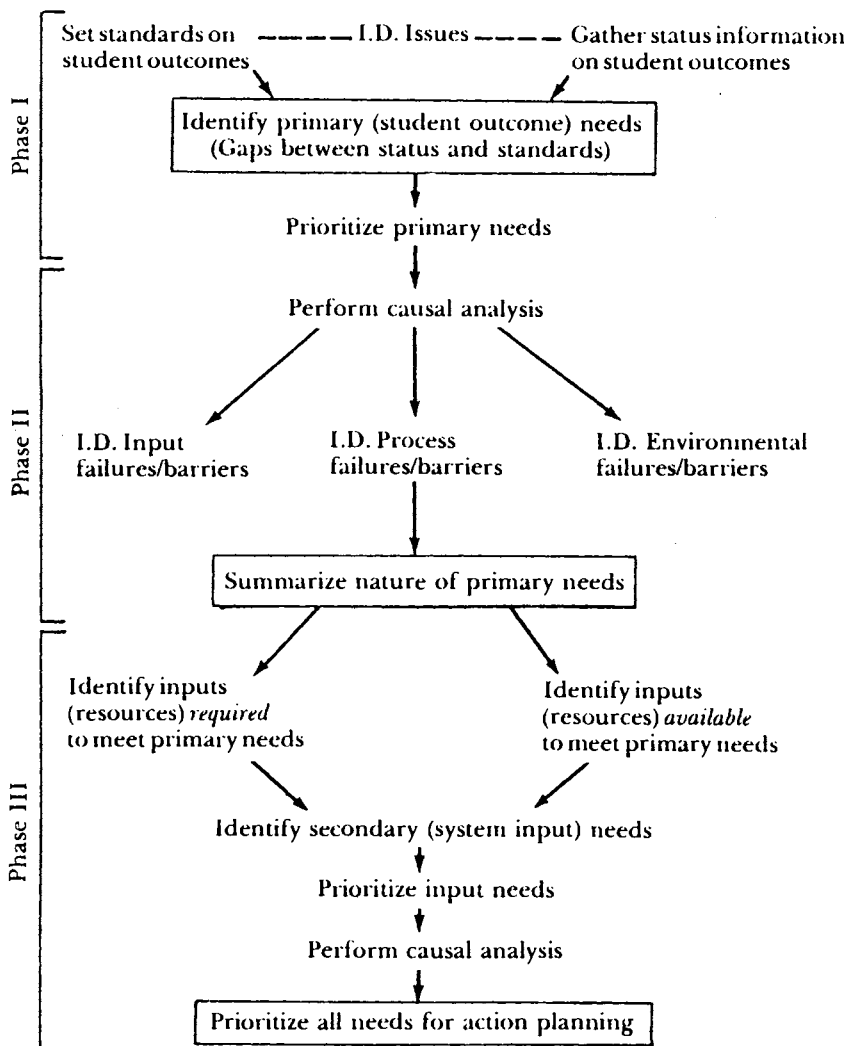 Phase I
Set standards on
student outcomes
I.D. Issues
Gather status information
on student outcomes
Identify primary (student outcome) needs
(Gaps between status and standards)
Prioritize primary needs
Phase II
Perform causal analysis
I.D. Input
failures/barriers
I.D. Process
failures/barriers
I.D. Environmental
failures/barriers
Summarize nature of primary needs
Phase III
Identify inputs
(resources) required
to meet primary needs
Identify inputs
(resources) available
to meet primary needs
Identify secondary (system input) needs
Prioritize input needs
Perform causal analysis
Prioritize all needs for action planning